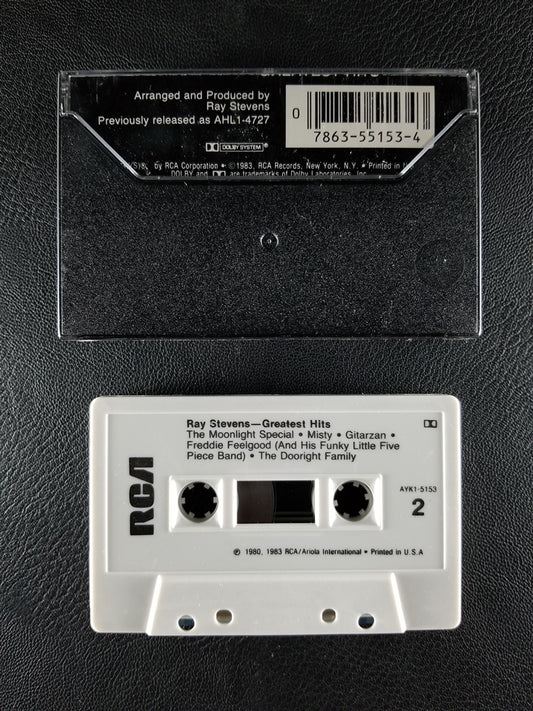 GREATEST HITS
Arranged and Produced by
Ray Stevens
Previously released as AHL1-4727
0 7863-55153-4
DOLBY SYSTEM
by RCA Corporation • ©1983, RCA Records, New York, N.Y. • Printed in
DOLBY and are trademarks of Dolby Laboratories, Inc.
Ray Stevens—Greatest Hits
The Moonlight Special • Misty • Gitarzan •
Freddie Feelgood (And His Funky Little Five
Piece Band) • The Dooright Family
RCA
AYK1-5153
2
℗ 1980, 1983 RCA/Ariola International • Printed in U.S.A